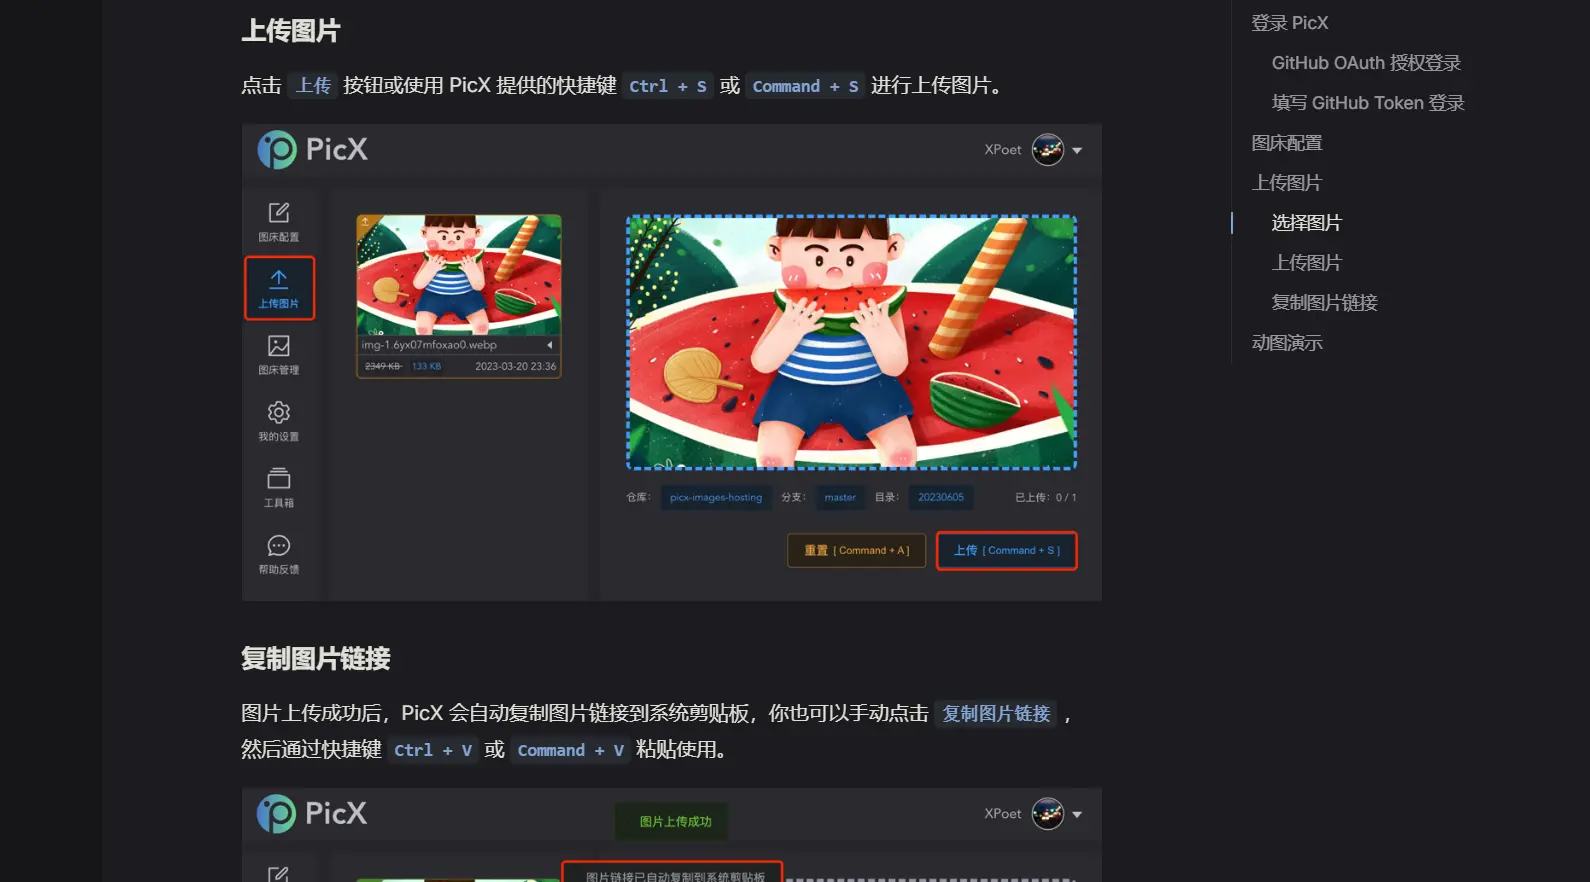 上传图片
点击 上传 按钮或使用 PicX 提供的快捷键 Ctrl + S 或 Command + S 进行上传图片。
PicX
XPoet
图床配置
上传图片
图床管理
我的设置
工具箱
帮助反馈
img-1.6yx07mfoxao0.webp
2349 KB 133 KB 2023-03-20 23:36
仓库： picx-images-hosting 分支： master 目录： 20230605 已上传：0 / 1
重置 [ Command + A ] 上传 [ Command + S ]
复制图片链接
图片上传成功后，PicX 会自动复制图片链接到系统剪贴板，你也可以手动点击 复制图片链接 ，
然后通过快捷键 Ctrl + V 或 Command + V 粘贴使用。
PicX
图片上传成功
XPoet
图片链接已自动复制到系统剪贴板
登录 PicX
GitHub OAuth 授权登录
填写 GitHub Token 登录
图床配置
上传图片
选择图片
上传图片
复制图片链接
动图演示